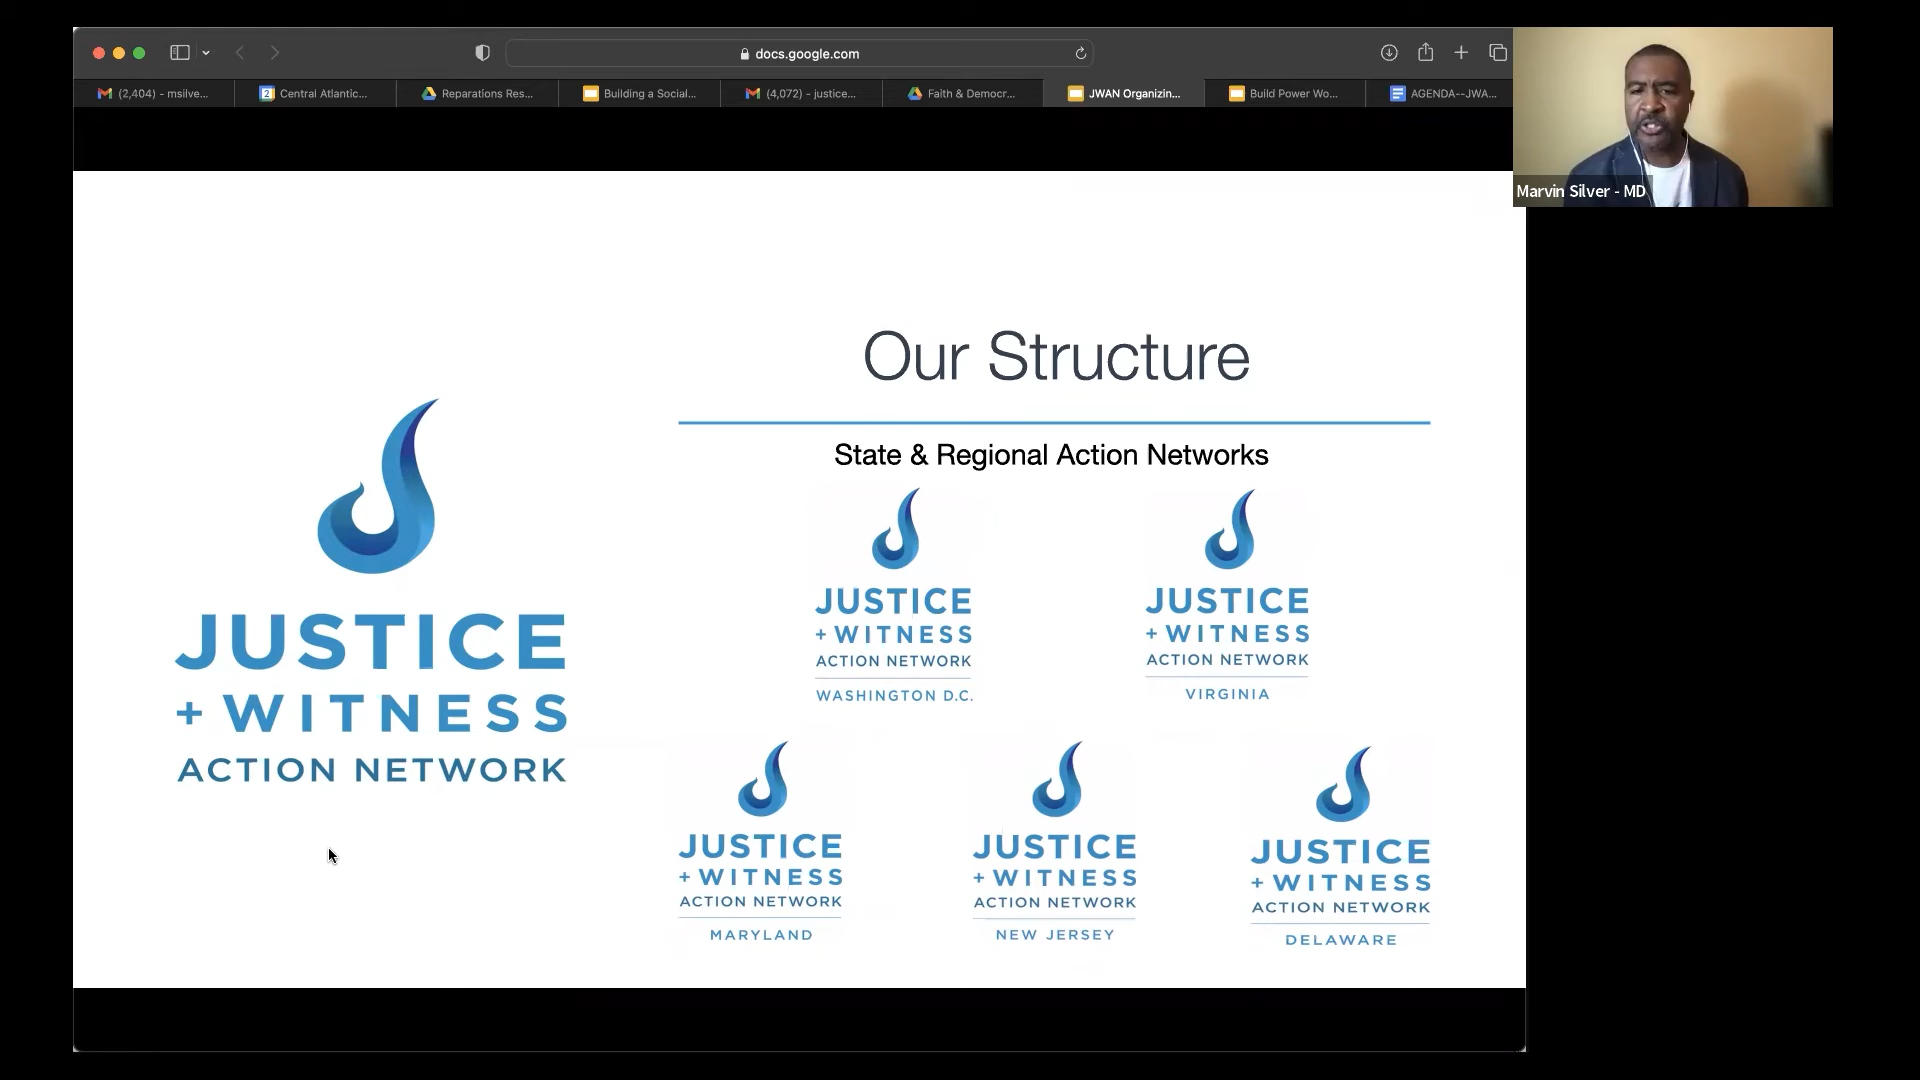 docs.google.com
(2,404) - msilve...
2
Central Atlantic...
Reparations Res...
Building a Social...
(4,072) - justice...
Faith & Democr...
JWAN Organizin...
Build Power Wo...
AGENDA--JWA...
Marvin Silver - MD
Our Structure
State & Regional Action Networks
JUSTICE
+ WITNESS
ACTION NETWORK
JUSTICE
+ WITNESS
ACTION NETWORK
WASHINGTON D.C.
JUSTICE
+ WITNESS
ACTION NETWORK
VIRGINIA
JUSTICE
+ WITNESS
ACTION NETWORK
MARYLAND
JUSTICE
+ WITNESS
ACTION NETWORK
NEW JERSEY
JUSTICE
+ WITNESS
ACTION NETWORK
DELAWARE